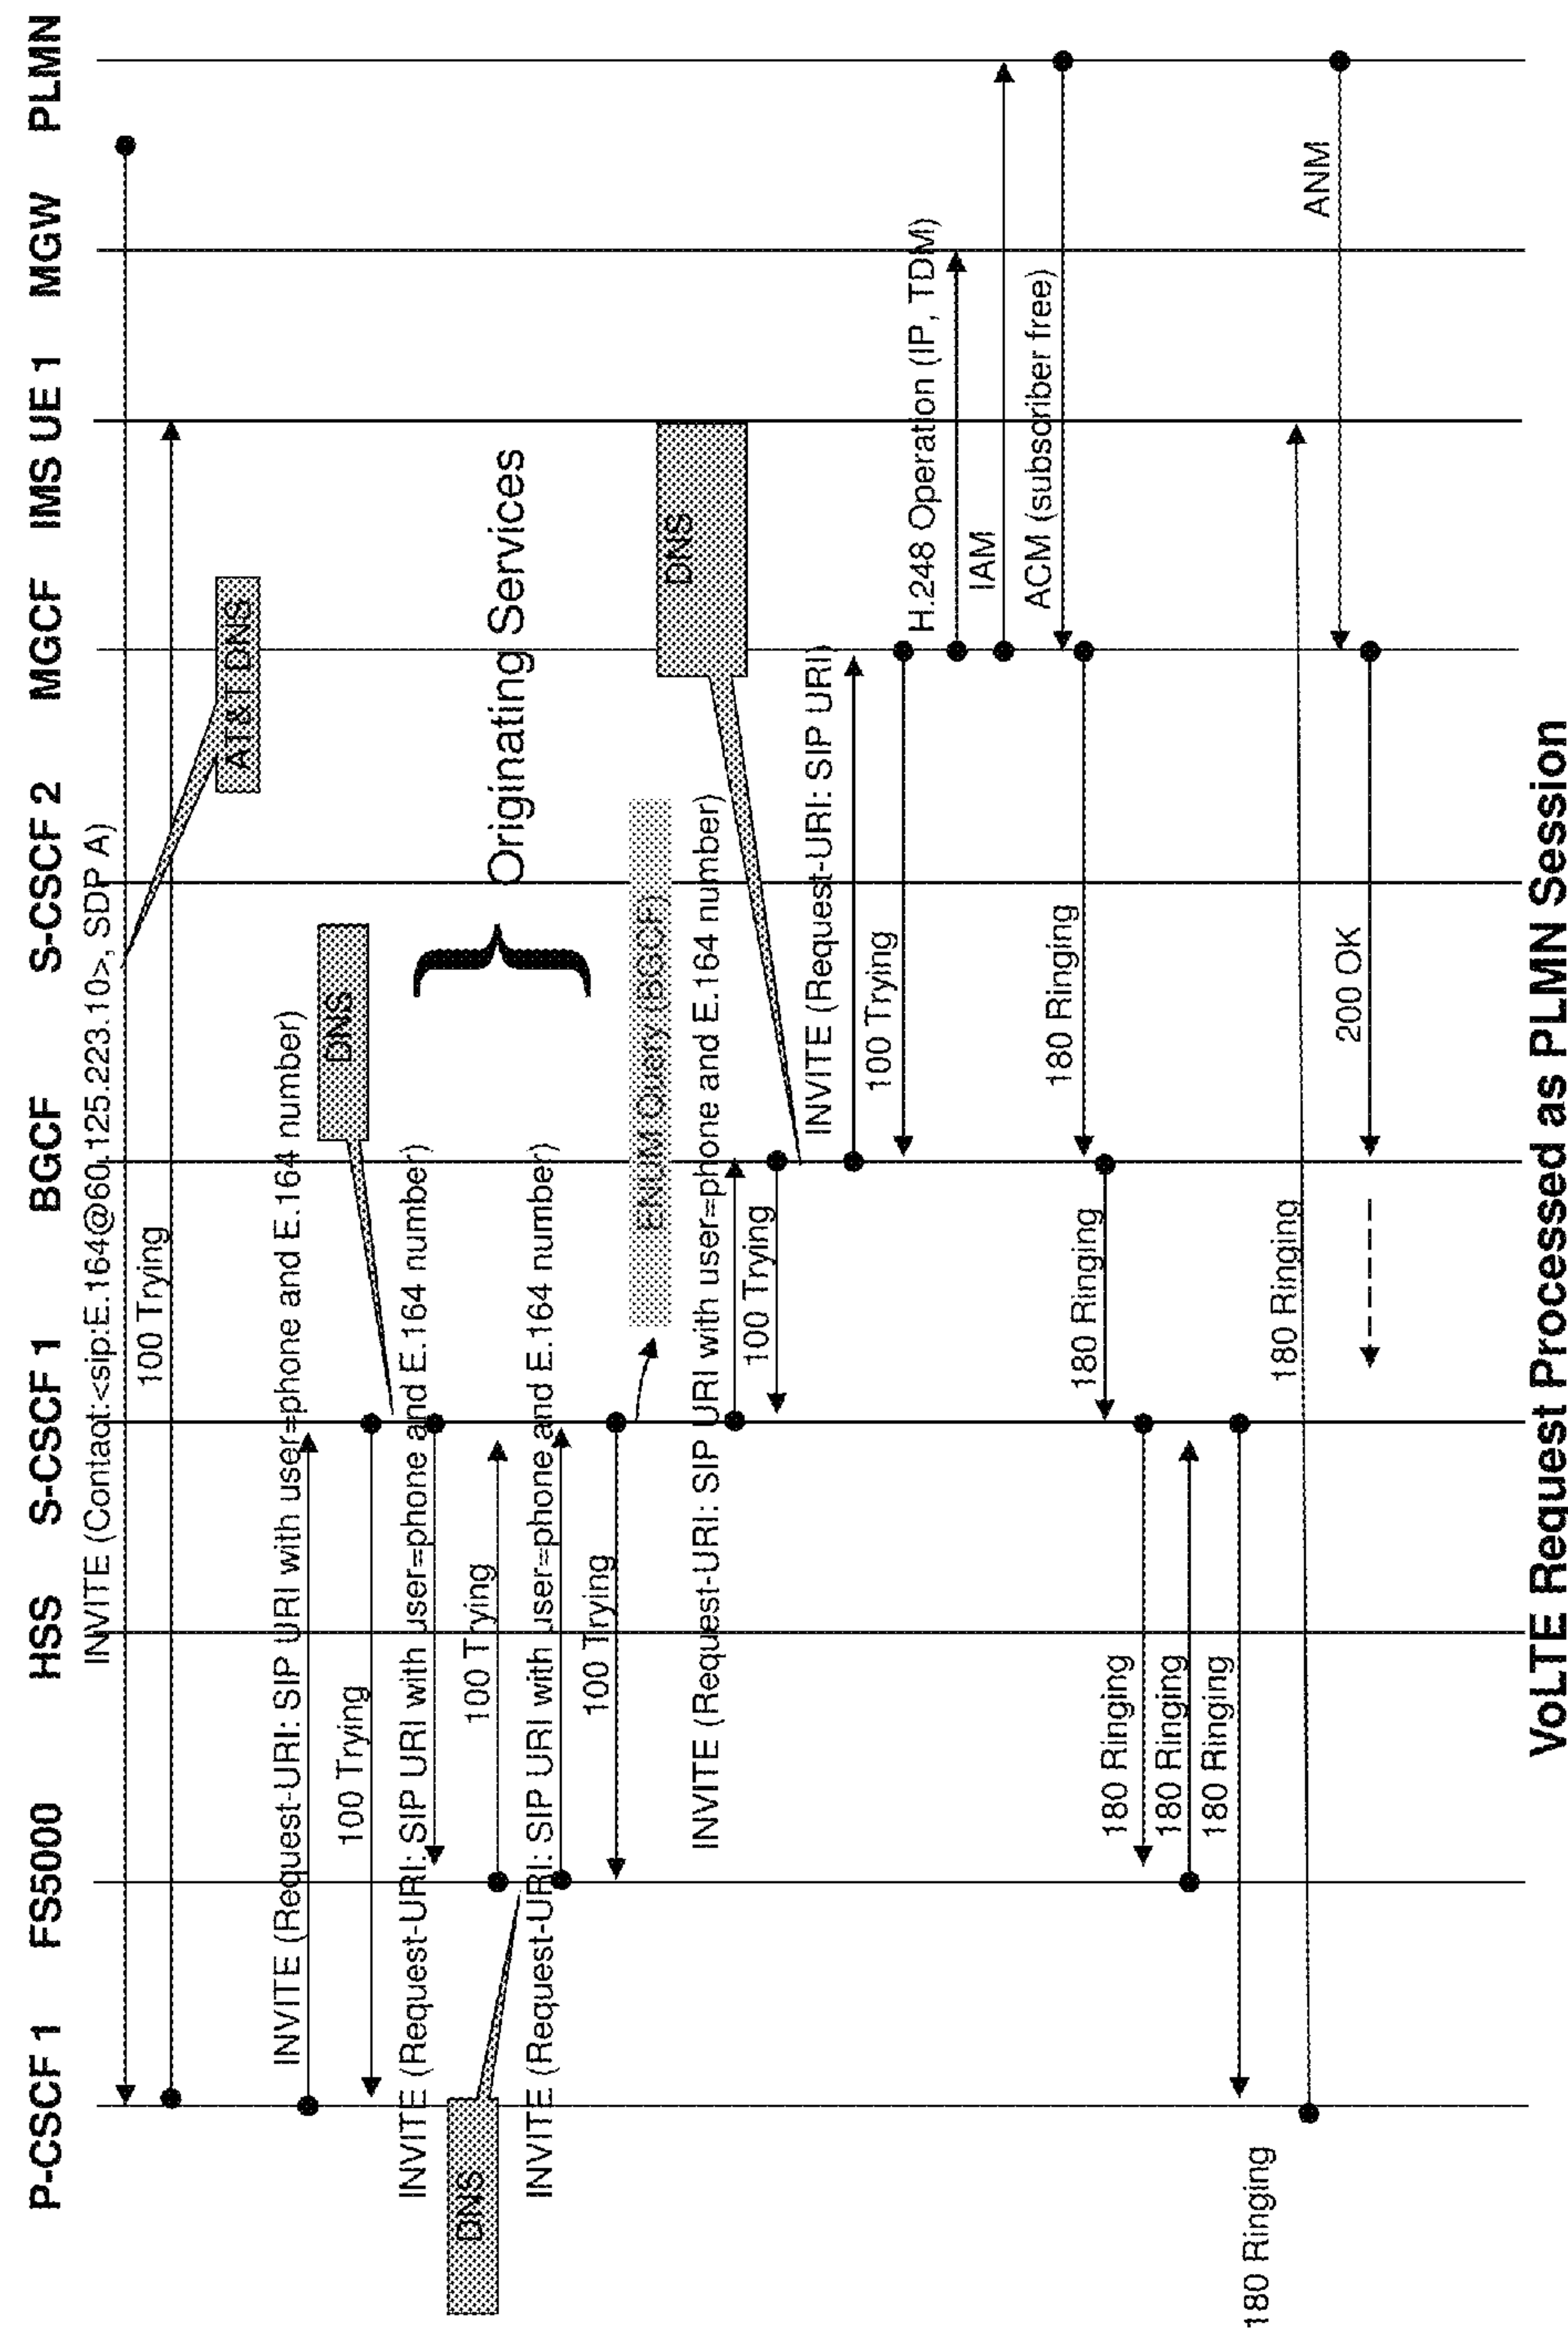 P-CSCF 1 FS5000 HSS S-CSCF 1 BGCF S-CSCF 2 MGCF IMS UE 1 MGW PLMN
INVITE (Contact:<sip:E.164@60.125.223.10>, SDP A)
100 Trying
AT&T DNS
INVITE (Request-URI: SIP URI with user=phone and E.164 number)
DNS
100 Trying
INVITE (Request-URI: SIP URI with user=phone and E.164 number)
DNS
100 Trying
Originating Services
INVITE (Request-URI: SIP URI with user=phone and E.164 number)
100 Trying
ENUM Query (BGCF)
DNS
INVITE (Request-URI: SIP URI with user=phone and E.164 number)
100 Trying
INVITE (Request-URI: SIP URI)
100 Trying
H.248 Operation (IP, TDM)
IAM
ACM (subscriber free)
180 Ringing
180 Ringing
180 Ringing
180 Ringing
180 Ringing
180 Ringing
180 Ringing
ANM
200 OK
VoLTE Request Processed as PLMN Session